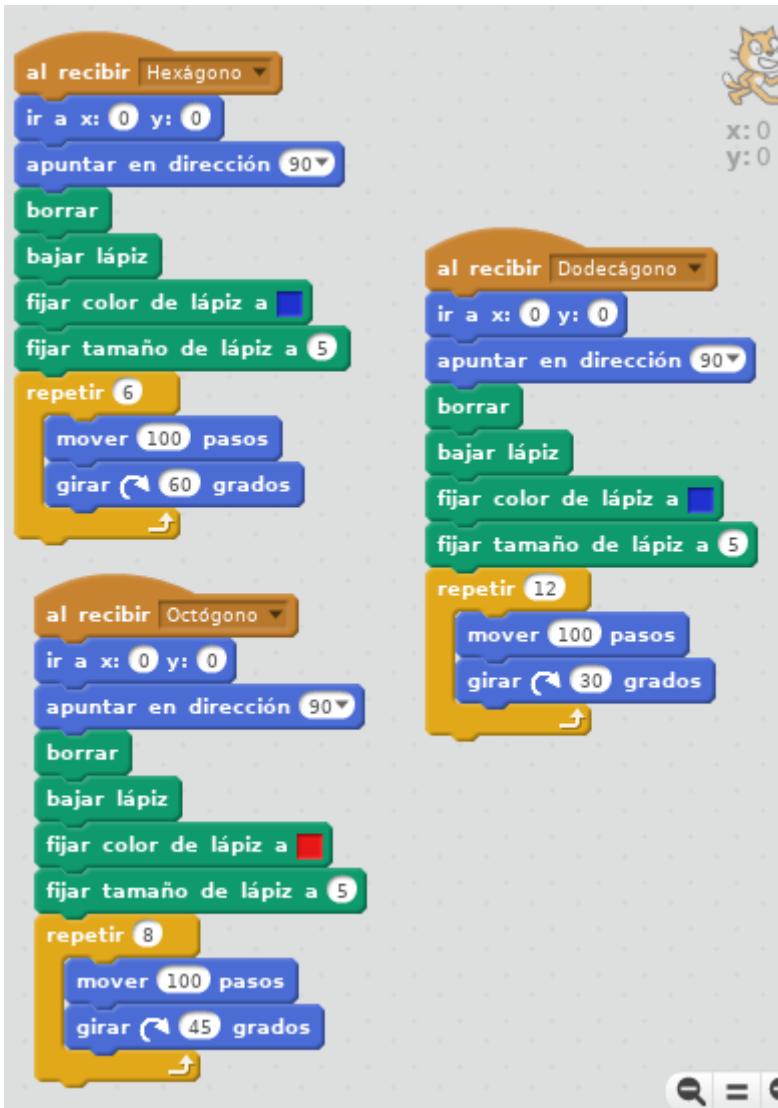 al recibir Hexágono
ir a x: 0 y: 0
apuntar en dirección 90
borrar
bajar lápiz
fijar color de lápiz a
fijar tamaño de lápiz a 5
repetir 6
mover 100 pasos
girar 60 grados
al recibir Octógono
ir a x: 0 y: 0
apuntar en dirección 90
borrar
bajar lápiz
fijar color de lápiz a
fijar tamaño de lápiz a 5
repetir 8
mover 100 pasos
girar 45 grados
x: 0
y: 0
al recibir Dodecágono
ir a x: 0 y: 0
apuntar en dirección 90
borrar
bajar lápiz
fijar color de lápiz a
fijar tamaño de lápiz a 5
repetir 12
mover 100 pasos
girar 30 grados